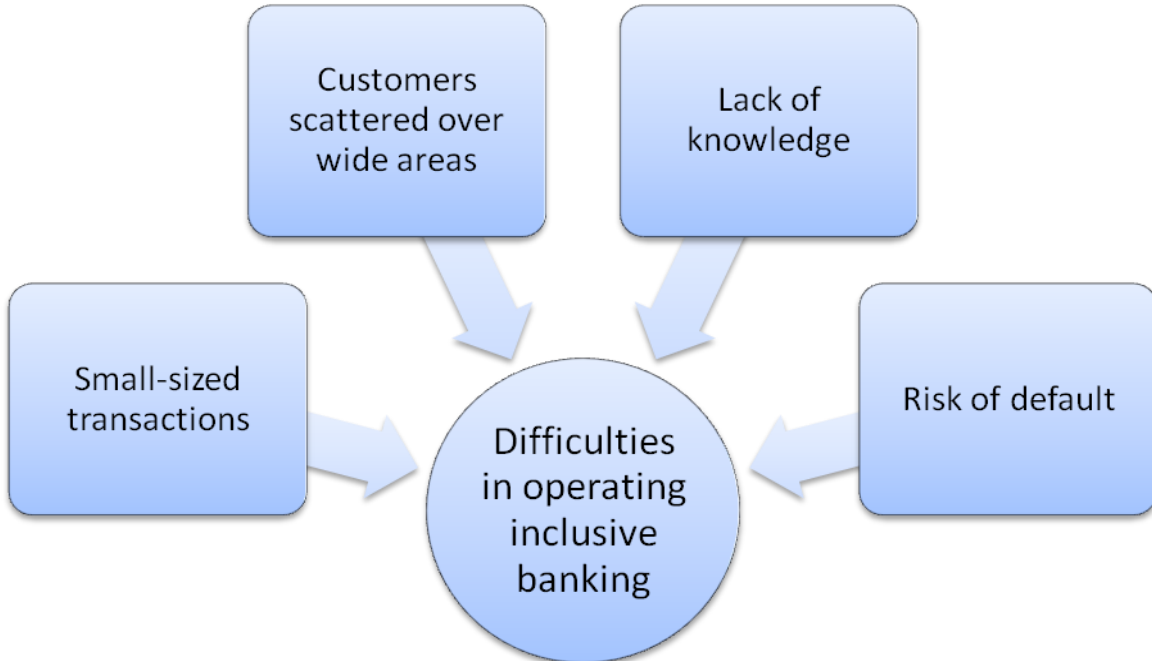 Customers
scattered over
wide areas
Lack of
knowledge
Small-sized
transactions
Risk of default
Difficulties
in operating
inclusive
banking